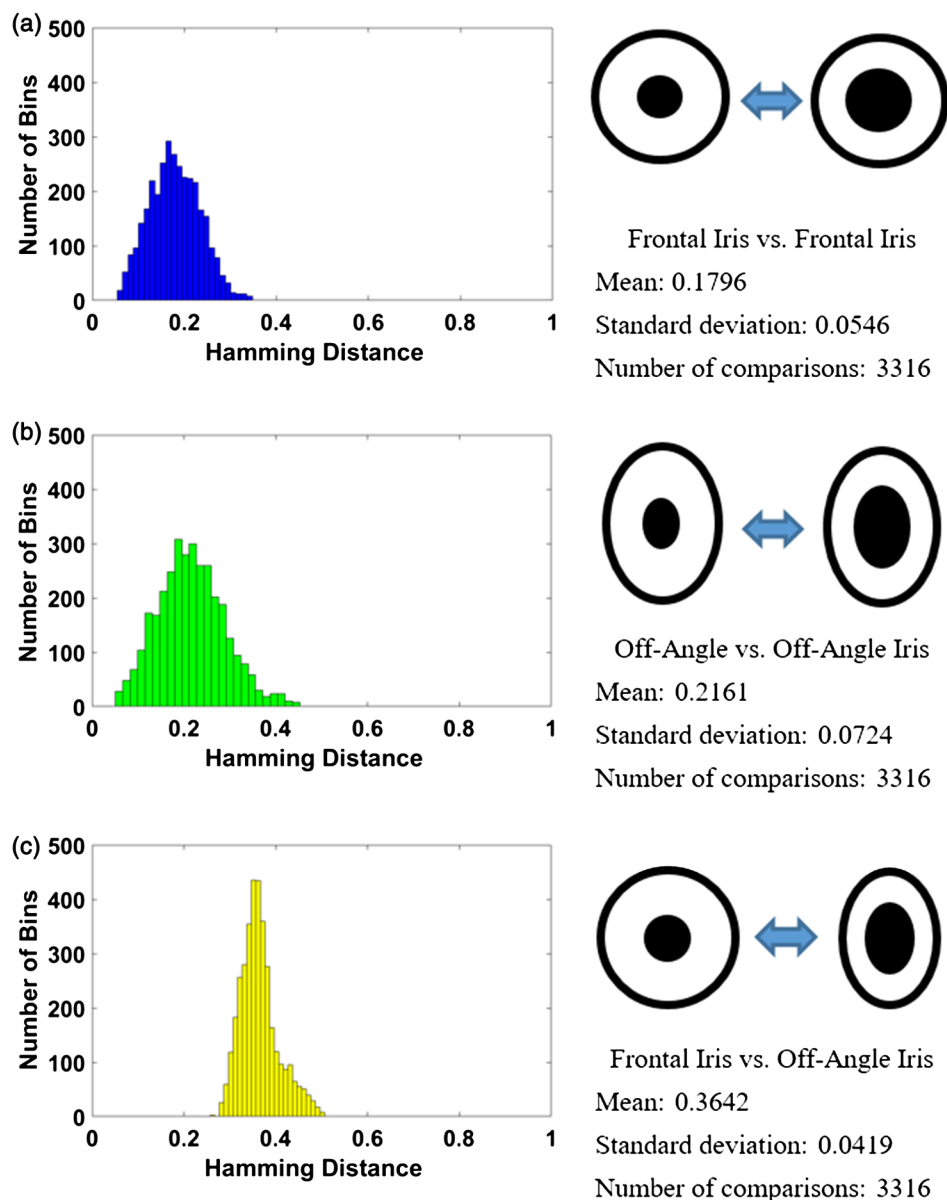 (a)
500
400
300
200
100
0
Number of Bins
0 0.2 0.4 0.6 0.8 1
Hamming Distance
Frontal Iris vs. Frontal Iris
Mean: 0.1796
Standard deviation: 0.0546
Number of comparisons: 3316
(b)
500
400
300
200
100
0
Number of Bins
0 0.2 0.4 0.6 0.8 1
Hamming Distance
Off-Angle vs. Off-Angle Iris
Mean: 0.2161
Standard deviation: 0.0724
Number of comparisons: 3316
(c)
500
400
300
200
100
0
Number of Bins
0 0.2 0.4 0.6 0.8 1
Hamming Distance
Frontal Iris vs. Off-Angle Iris
Mean: 0.3642
Standard deviation: 0.0419
Number of comparisons: 3316